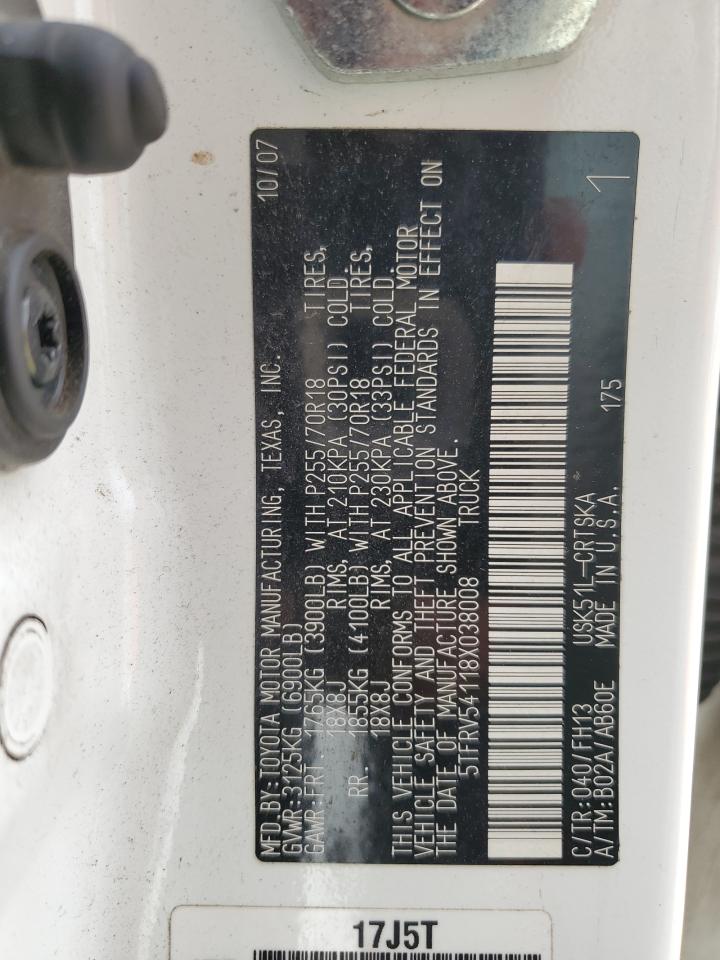 MFD.BY:TOYOTA MOTOR MANUFACTURING, TEXAS, INC. 10/07
GVWR:3125KG (6900LB)
GAWR:FRT. 1765KG (3900LB) WITH P255/70R18 TIRES,
18X8J RIMS, AT 210KPA (30PSI) COLD.
RR. 1855KG (4100LB) WITH P255/70R18 TIRES,
18X8J RIMS, AT 230KPA (33PSI) COLD.
THIS VEHICLE CONFORMS TO ALL APPLICABLE FEDERAL MOTOR
VEHICLE SAFETY AND THEFT PREVENTION STANDARDS IN EFFECT ON
THE DATE OF MANUFACTURE SHOWN ABOVE.
5TFRV54118X038008 TRUCK
C/TR:040/FH13 USK51L-CRTSKA 175 1
A/TM:B02A/AB60E MADE IN U.S.A.
17J5T